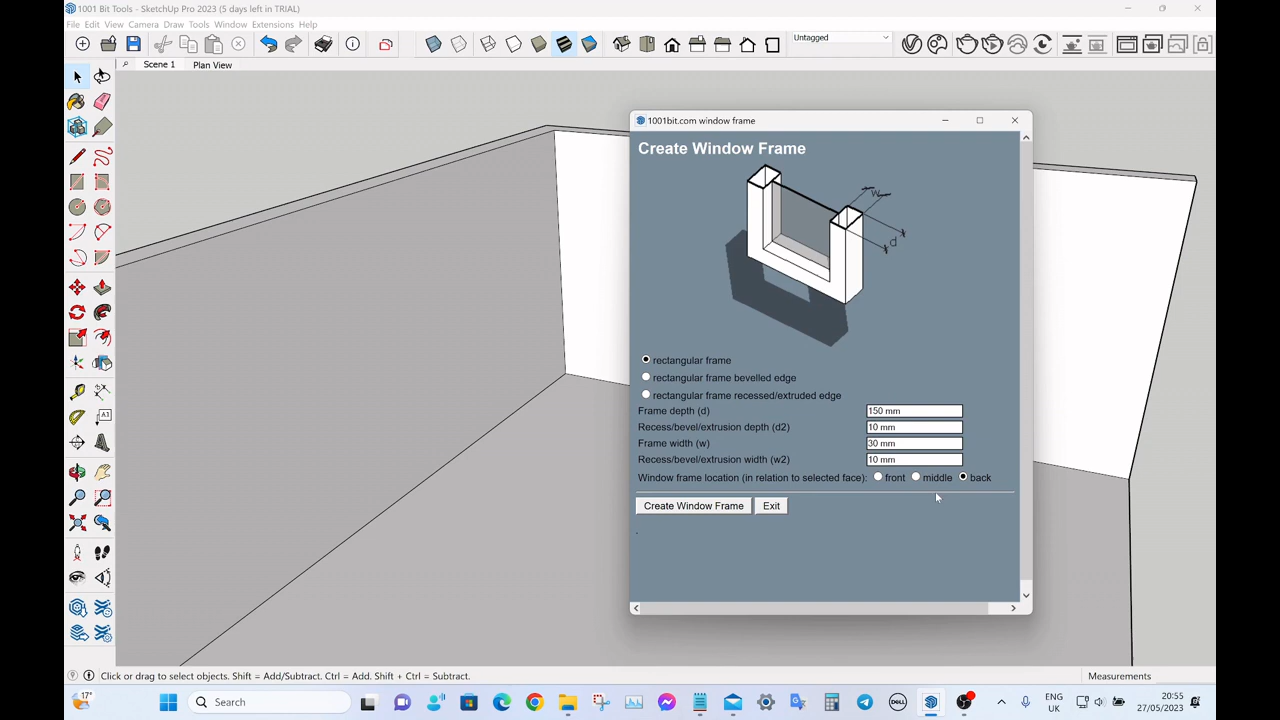 1001 Bit Tools - SketchUp Pro 2023 (5 days left in TRIAL)
File Edit View Camera Draw Tools Window Extensions Help
Untagged
Scene 1 Plan View
1001bit.com window frame
Create Window Frame
w
d
rectangular frame
rectangular frame bevelled edge
rectangular frame recessed/extruded edge
Frame depth (d) 150 mm
Recess/bevel/extrusion depth (d2) 10 mm
Frame width (w) 30 mm
Recess/bevel/extrusion width (w2) 10 mm
Window frame location (in relation to selected face): front middle back
Create Window Frame Exit
.
A1
Click or drag to select objects. Shift = Add/Subtract. Ctrl = Add. Shift + Ctrl = Subtract. Measurements
17° Search DELL ENG UK 20:55 27/05/2023